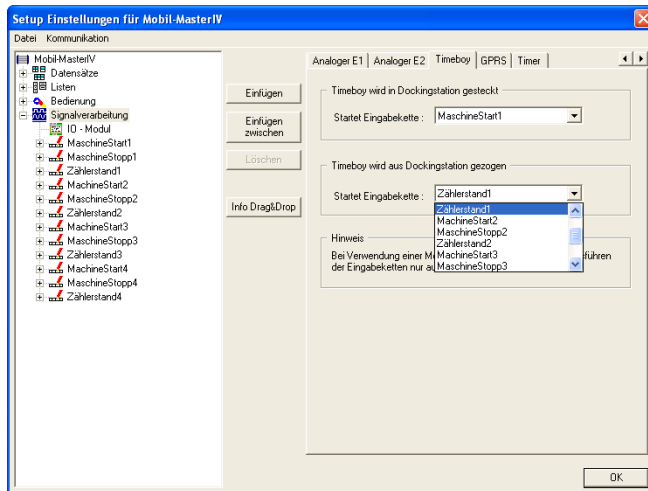 Setup Einstellungen für Mobil-MasterIV
Datei Kommunikation
Mobil-MasterIV
Datensätze
Listen
Bedienung
Signalverarbeitung
IO - Modul
MaschineStart1
MaschineStopp1
Zählerstand1
MachineStart2
MaschineStopp2
Zählerstand2
MachineStart3
MaschineStopp3
Zählerstand3
MachineStart4
MaschineStopp4
Zählerstand4
Einfügen
Einfügen
zwischen
Löschen
Info Drag&Drop
Analoger E1 Analoger E2 Timeboy GPRS Timer
Timeboy wird in Dockingstation gesteckt
Startet Eingabekette : MaschineStart1
Timeboy wird aus Dockingstation gezogen
Startet Eingabekette : Zählerstand1
Zählerstand1
MachineStart2
MaschineStopp2
Zählerstand2
MachineStart3
MaschineStopp3
Hinweis
Bei Verwendung einer führen
der Eingabeketten nur
OK